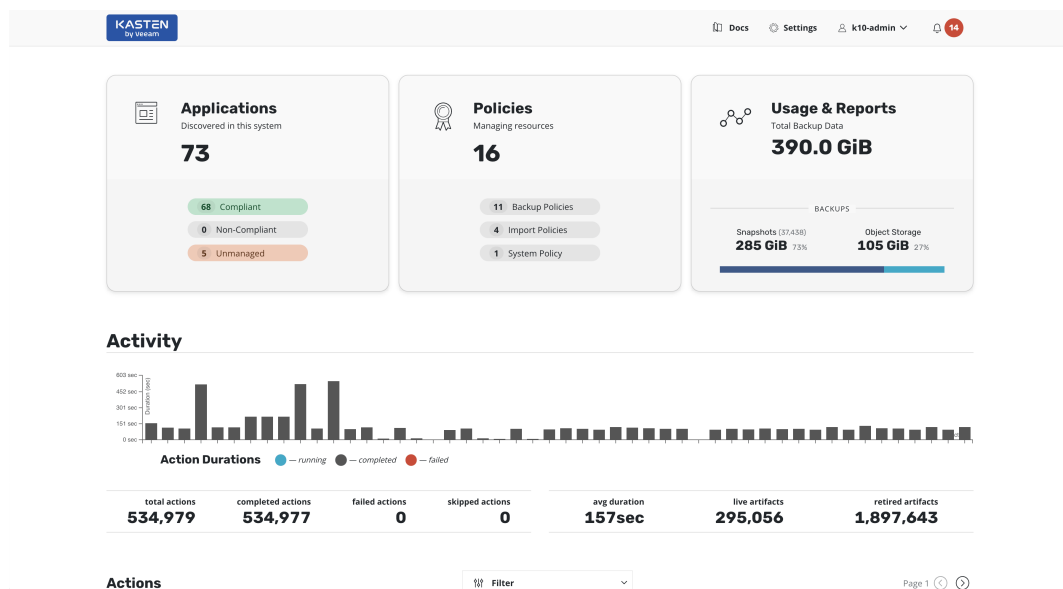 KASTEN
by Veeam
Docs
Settings
k10-admin
14
Applications
Discovered in this system
73
68 Compliant
0 Non-Compliant
5 Unmanaged
Policies
Managing resources
16
11 Backup Policies
4 Import Policies
1 System Policy
Usage & Reports
Total Backup Data
390.0 GiB
BACKUPS
Snapshots (37,438)
285 GiB 73%
Object Storage
105 GiB 27%
Activity
603 sec
452 sec
301 sec
151 sec
0 sec
Duration (sec)
Action Durations
— running
— completed
— failed
total actions
534,979
completed actions
534,977
failed actions
0
skipped actions
0
avg duration
157sec
live artifacts
295,056
retired artifacts
1,897,643
Actions
Filter
Page 1